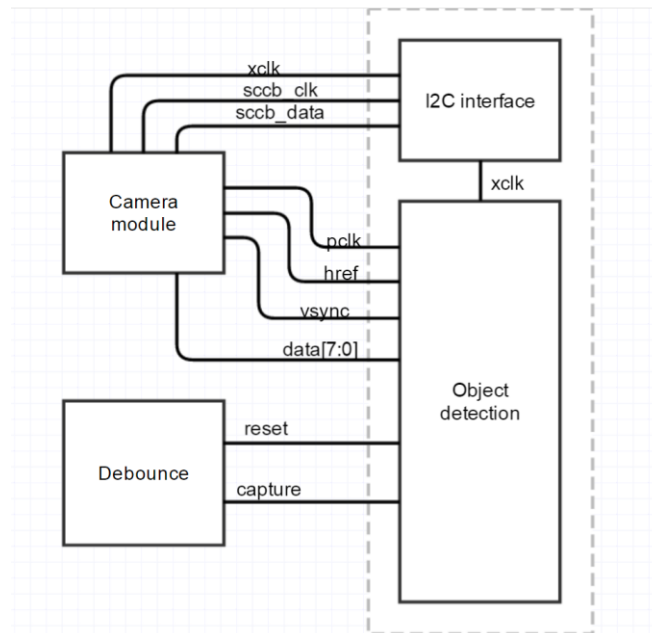 xclk
sccb_clk
sccb_data
I2C interface
xclk
Camera
module
pclk
href
vsync
data[7:0]
Object
detection
reset
Debounce
capture